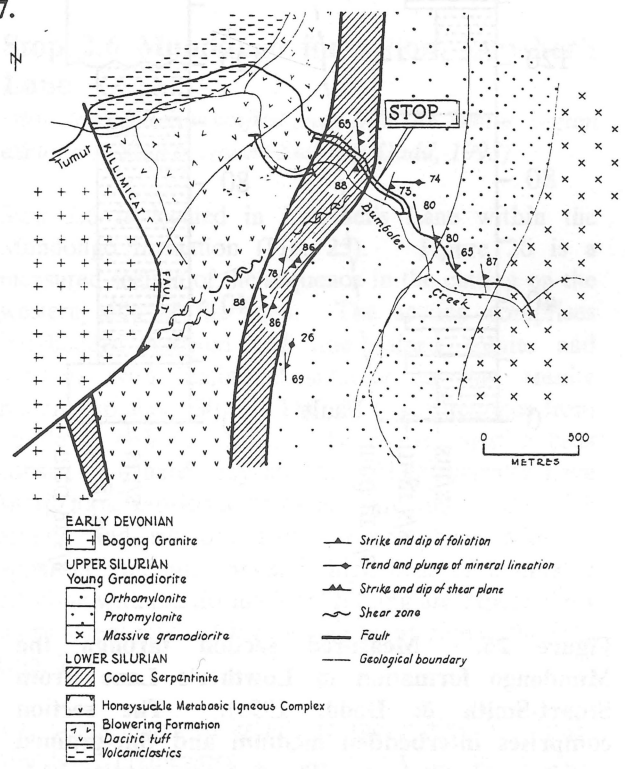 7.
N
STOP
65
74
73
88
80
Tumut
KILLIMICAT
FAULT
Bumbolee
Creek
80
65
87
86
78
88
86
26
69
0 500
METRES
EARLY DEVONIAN
Bogong Granite
UPPER SILURIAN
Young Granodiorite
Orthomylonite
Protomylonite
Massive granodiorite
LOWER SILURIAN
Coolac Serpentinite
Honeysuckle Metabasic Igneous Complex
Blowering Formation
Dacitic tuff
Volcaniclastics
Strike and dip of foliation
Trend and plunge of mineral lineation
Strike and dip of shear plane
Shear zone
Fault
Geological boundary